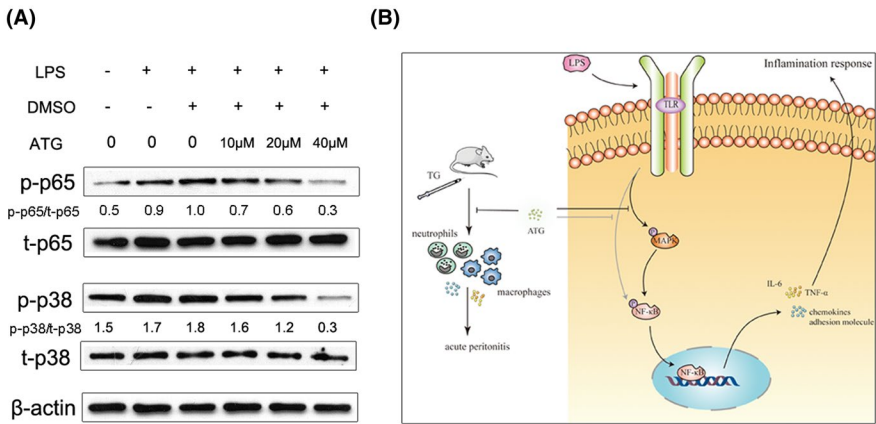 (A)
LPS - + + + + +
DMSO - - + + + +
ATG 0 0 0 10µM 20µM 40µM
p-p65
p-p65/t-p65 0.5 0.9 1.0 0.7 0.6 0.3
t-p65
p-p38
p-p38/t-p38 1.5 1.7 1.8 1.6 1.2 0.3
t-p38
β-actin
(B)
LPS
TLR
Inflamination response
TG
ATG
neutrophils
macrophages
acute peritonitis
P
MAPK
P
NF-κB
NF-κB
IL-6
TNF-α
chemokines
adhesion molecule